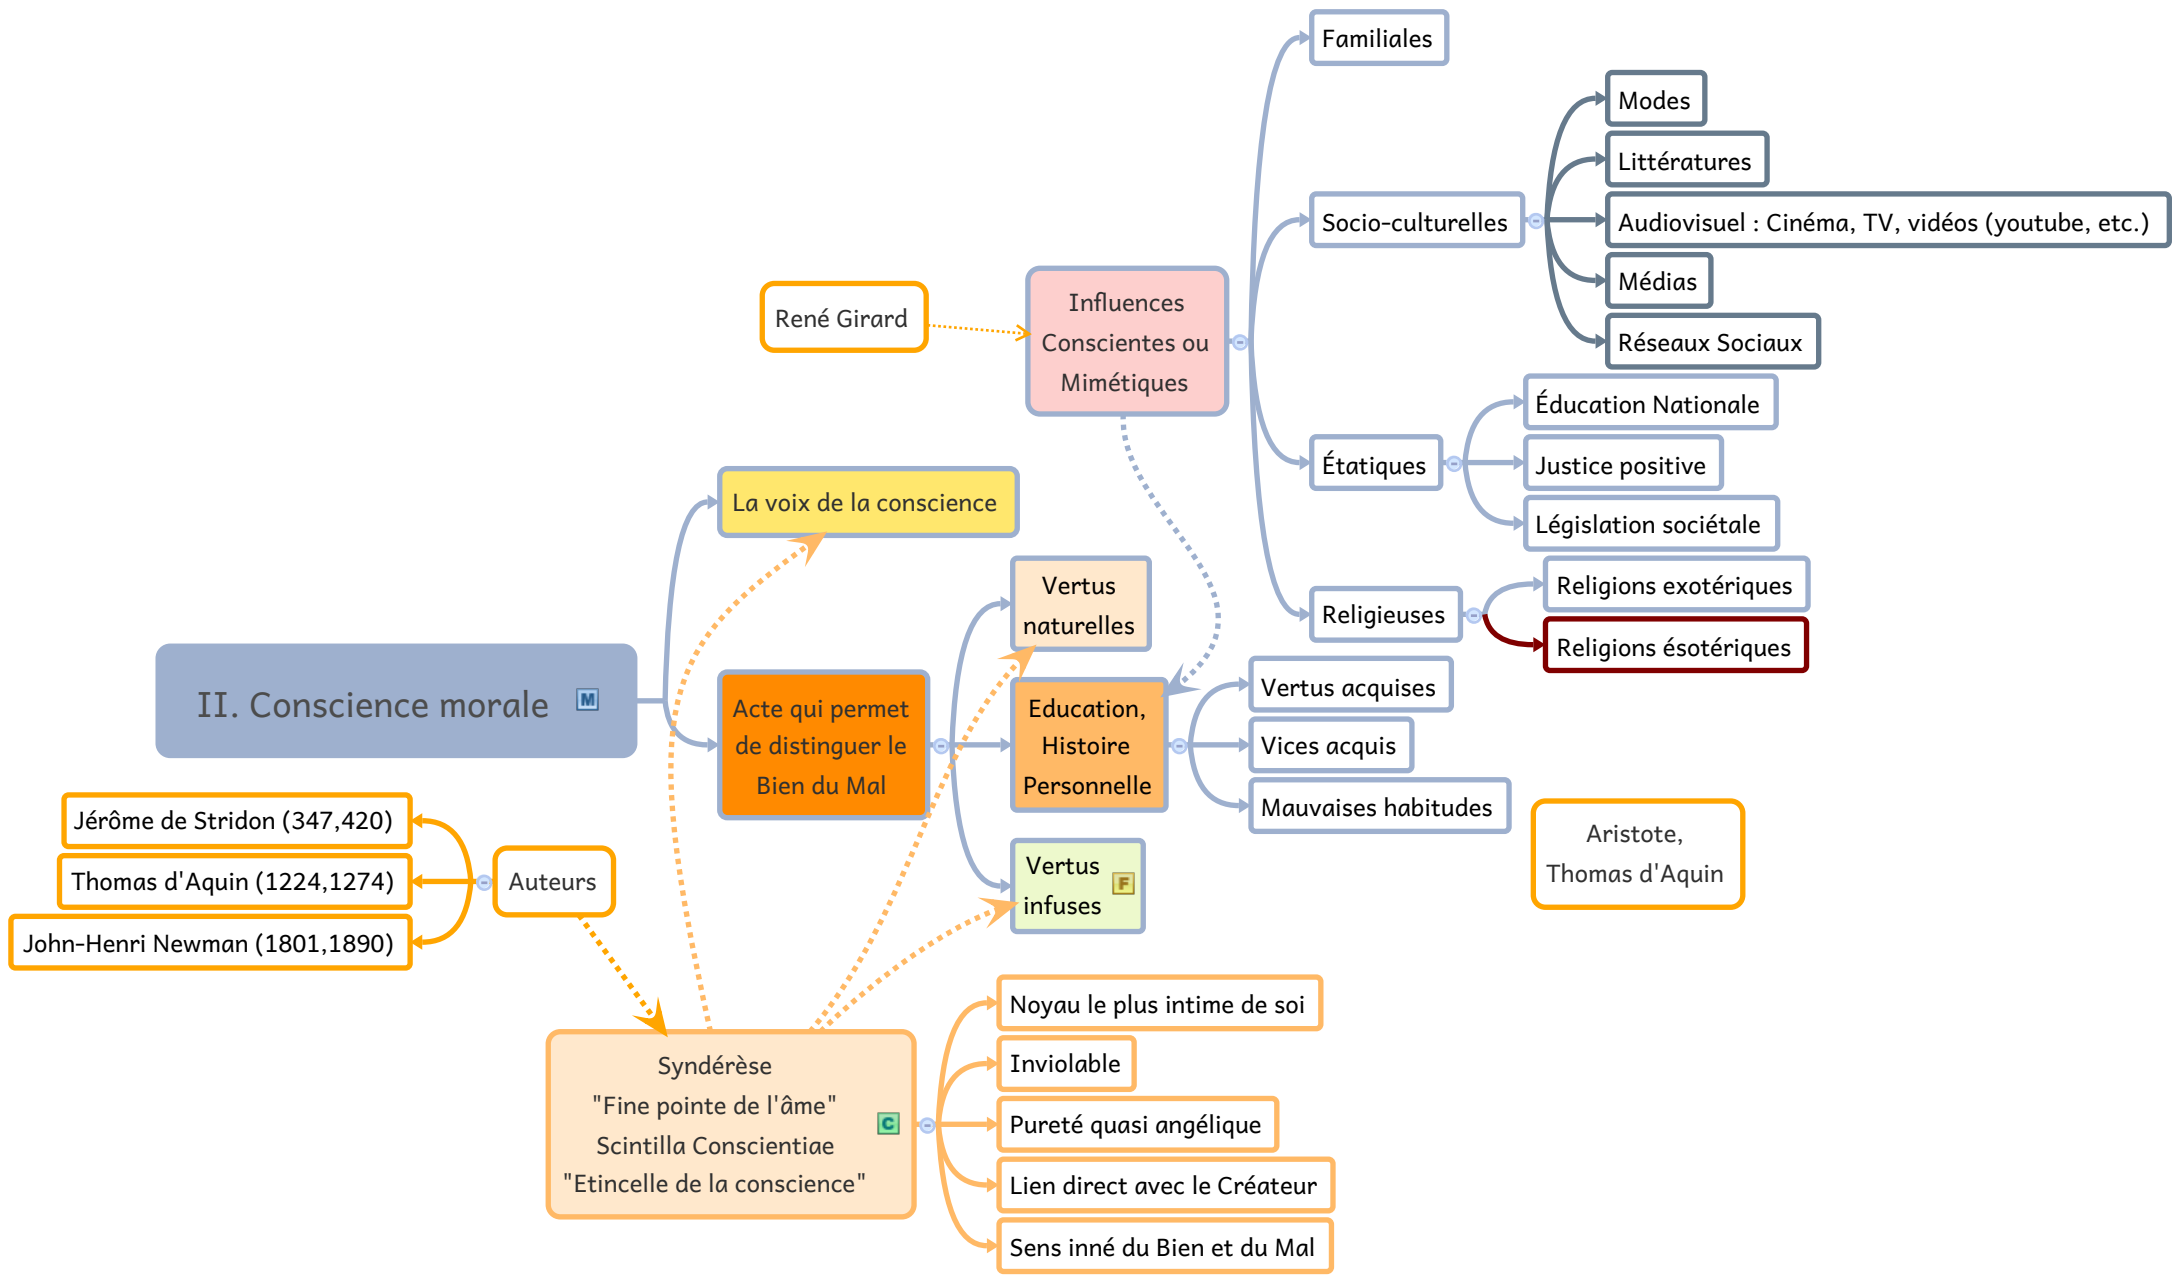 Familiales
Modes
Littératures
Socio-culturelles
Audiovisuel : Cinéma, TV, vidéos (youtube, etc.)
Médias
Réseaux Sociaux
René Girard
Influences
Conscientes ou
Mimétiques
Éducation Nationale
Étatiques
Justice positive
Législation sociétale
Religions exotériques
Religieuses
Religions ésotériques
La voix de la conscience
Vertus
naturelles
II. Conscience morale
M
Acte qui permet
de distinguer le
Bien du Mal
Education,
Histoire
Personnelle
Vertus acquises
Vices acquis
Mauvaises habitudes
Aristote,
Thomas d'Aquin
Vertus
infuses
F
Jérôme de Stridon (347,420)
Thomas d'Aquin (1224,1274)
John-Henri Newman (1801,1890)
Auteurs
Syndérèse
"Fine pointe de l'âme"
Scintilla Conscientiae
"Etincelle de la conscience"
C
Noyau le plus intime de soi
Inviolable
Pureté quasi angélique
Lien direct avec le Créateur
Sens inné du Bien et du Mal